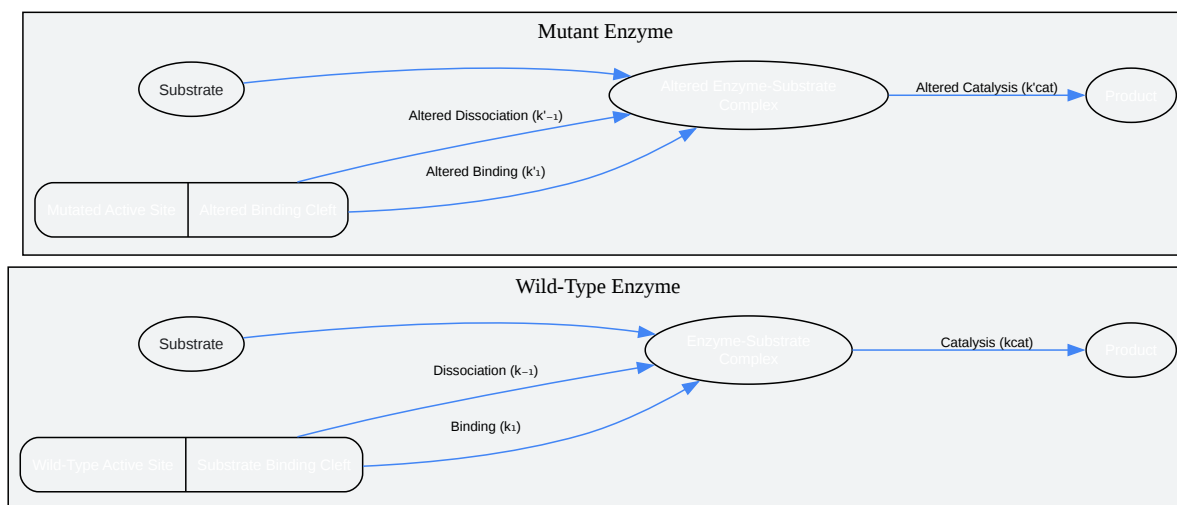 Mutant Enzyme
Substrate
Altered Enzyme-Substrate
Complex
Altered Catalysis (k'cat)
Product
Altered Dissociation (k'₋₁)
Altered Binding (k'₁)
Mutated Active Site
Altered Binding Cleft
Wild-Type Enzyme
Substrate
Enzyme-Substrate
Complex
Catalysis (kcat)
Product
Dissociation (k₋₁)
Binding (k₁)
Wild-Type Active Site
Substrate Binding Cleft